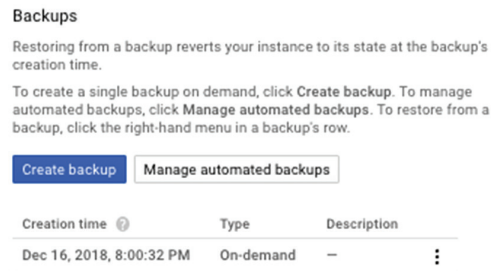 Backups
Restoring from a backup reverts your instance to its state at the backup's
creation time.
To create a single backup on demand, click Create backup. To manage
automated backups, click Manage automated backups. To restore from a
backup, click the right-hand menu in a backup's row.
Create backup Manage automated backups
Creation time ? Type Description
Dec 16, 2018, 8:00:32 PM On-demand —